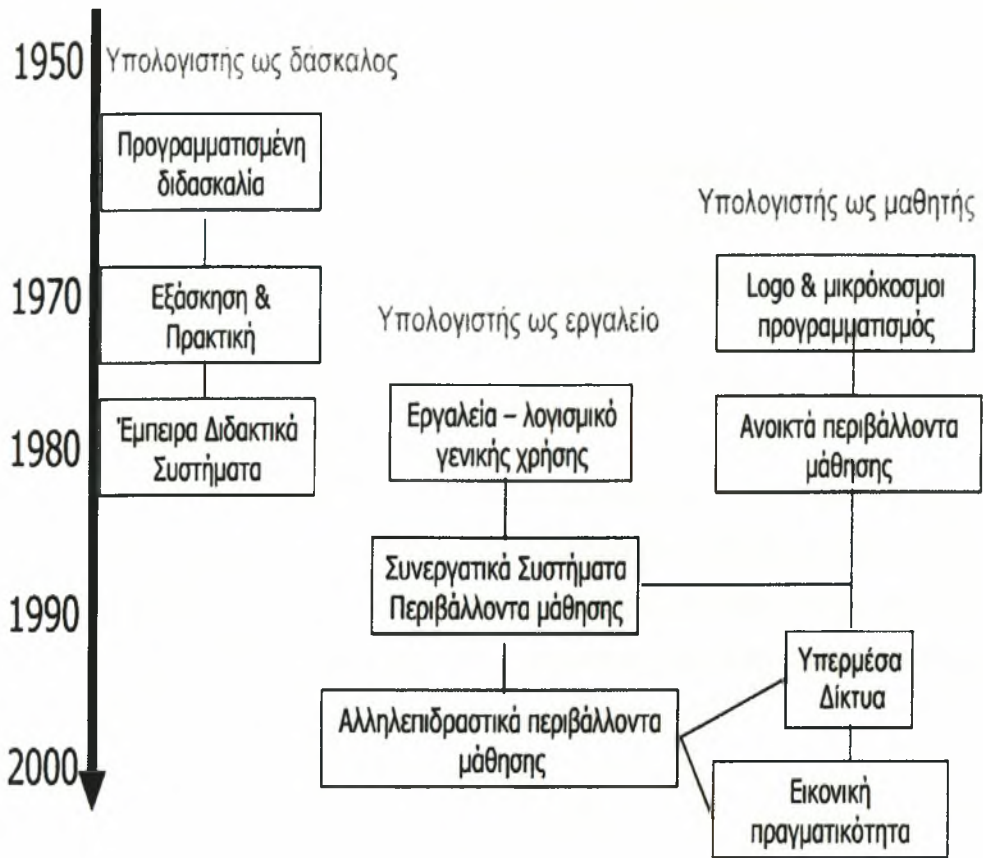 1950
Υπολογιστής ως δάσκαλος
Προγραμματισμένη
διδασκαλία
Υπολογιστής ως μαθητής
1970
Εξάσκηση &
Πρακτική
Υπολογιστής ως εργαλείο
Logo & μικρόκοσμοι
προγραμματισμός
1980
Έμπειρα Διδακτικά
Συστήματα
Εργαλεία – λογισμικό
γενικής χρήσης
Ανοικτά περιβάλλοντα
μάθησης
Συνεργατικά Συστήματα
Περιβάλλοντα μάθησης
1990
Υπερμέσα
Δίκτυα
Αλληλεπιδραστικά περιβάλλοντα
μάθησης
2000
Εικονική
πραγματικότητα